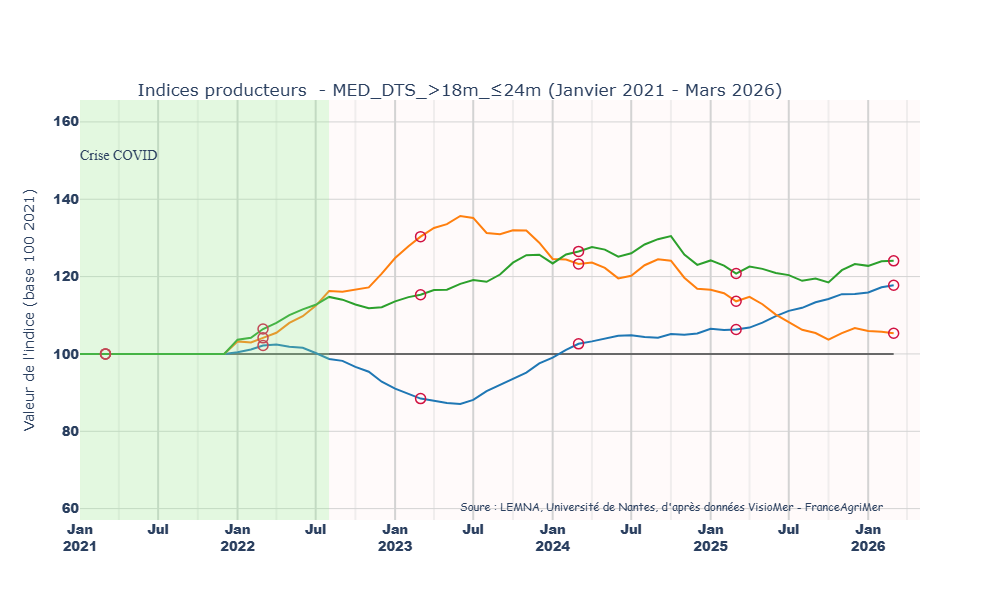 Indices producteurs  - MED_DTS_>18m_≤24m (Janvier 2021 - Mars 2026)
Valeur de l'indice (base 100 2021)
160
Crise COVID
140
120
100
80
60
Soure : LEMNA, Université de Nantes, d'après données VisioMer - FranceAgriMer
Jan Jul Jan Jul Jan Jul Jan Jul Jan Jul Jan
2021 2022 2023 2024 2025 2026